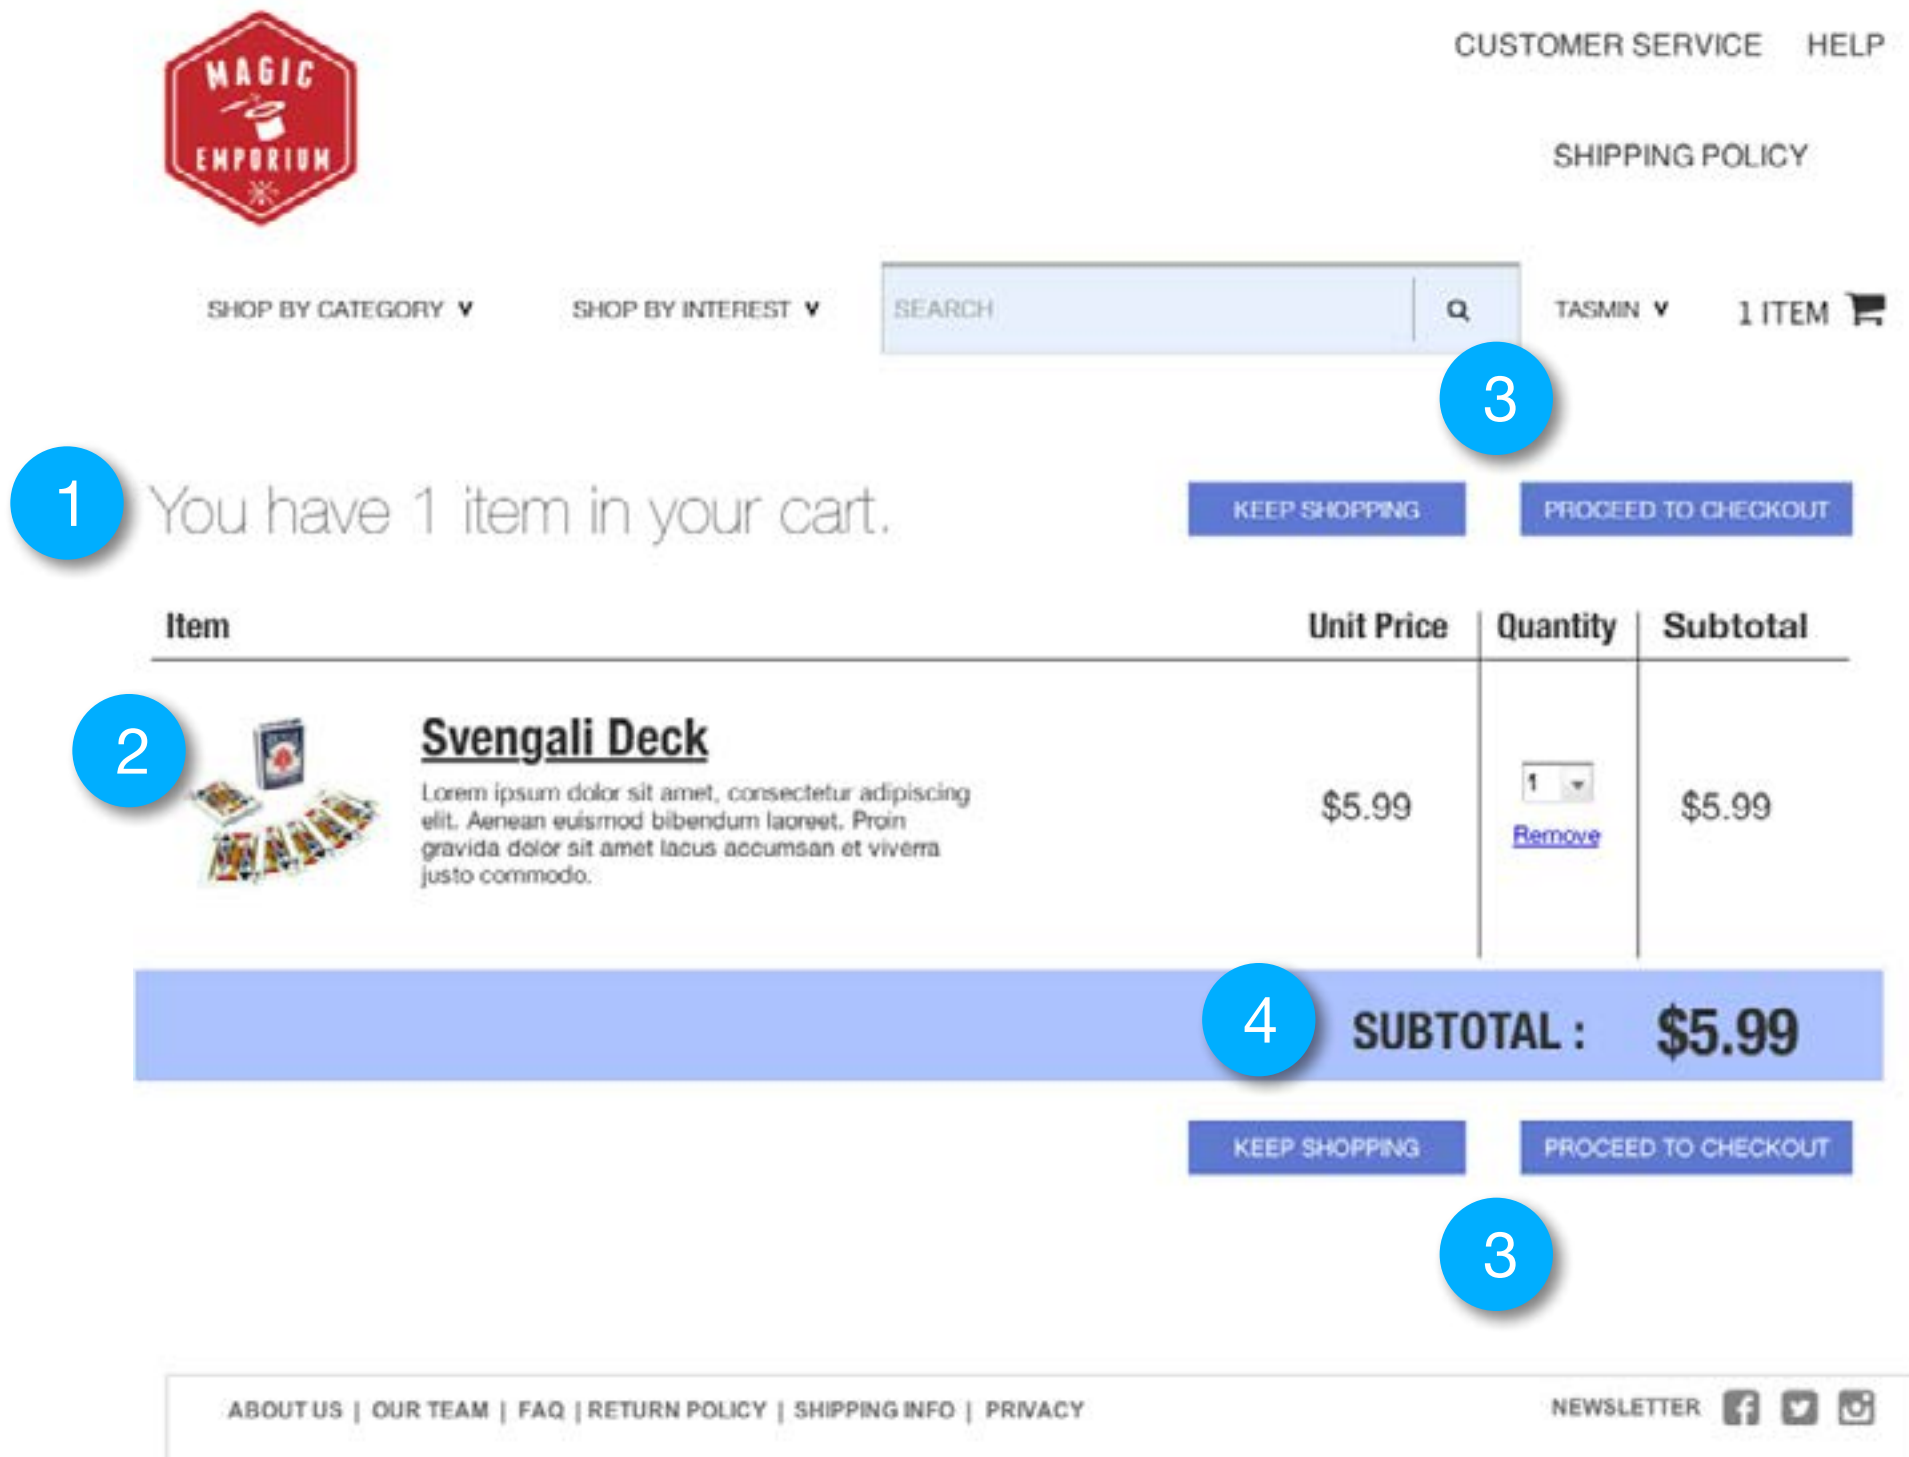 MAGIC
EMPORIUM
CUSTOMER SERVICE HELP
SHIPPING POLICY
SHOP BY CATEGORY V SHOP BY INTEREST V SEARCH TASMIN V 1 ITEM
3
1 You have 1 item in your cart. KEEP SHOPPING PROCEED TO CHECKOUT
Item Unit Price Quantity Subtotal
2 Svengali Deck
Lorem ipsum dolor sit amet, consectetur adipiscing
elit. Aenean euismod bibendum laoreet. Proin
gravida dolor sit amet lacus accumsan et viverra
justo commodo.
$5.99 1 $5.99
Remove
4 SUBTOTAL : $5.99
KEEP SHOPPING PROCEED TO CHECKOUT
3
ABOUT US | OUR TEAM | FAQ | RETURN POLICY | SHIPPING INFO | PRIVACY NEWSLETTER